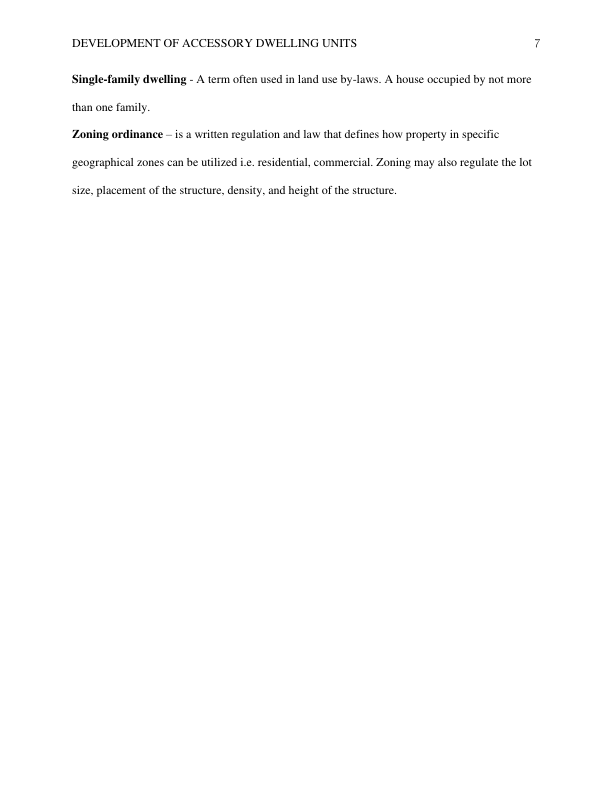 DEVELOPMENT OF ACCESSORY DWELLING UNITS 7
Single-family dwelling - A term often used in land use by-laws. A house occupied by not more
than one family.
Zoning ordinance – is a written regulation and law that defines how property in specific
geographical zones can be utilized i.e. residential, commercial. Zoning may also regulate the lot
size, placement of the structure, density, and height of the structure.